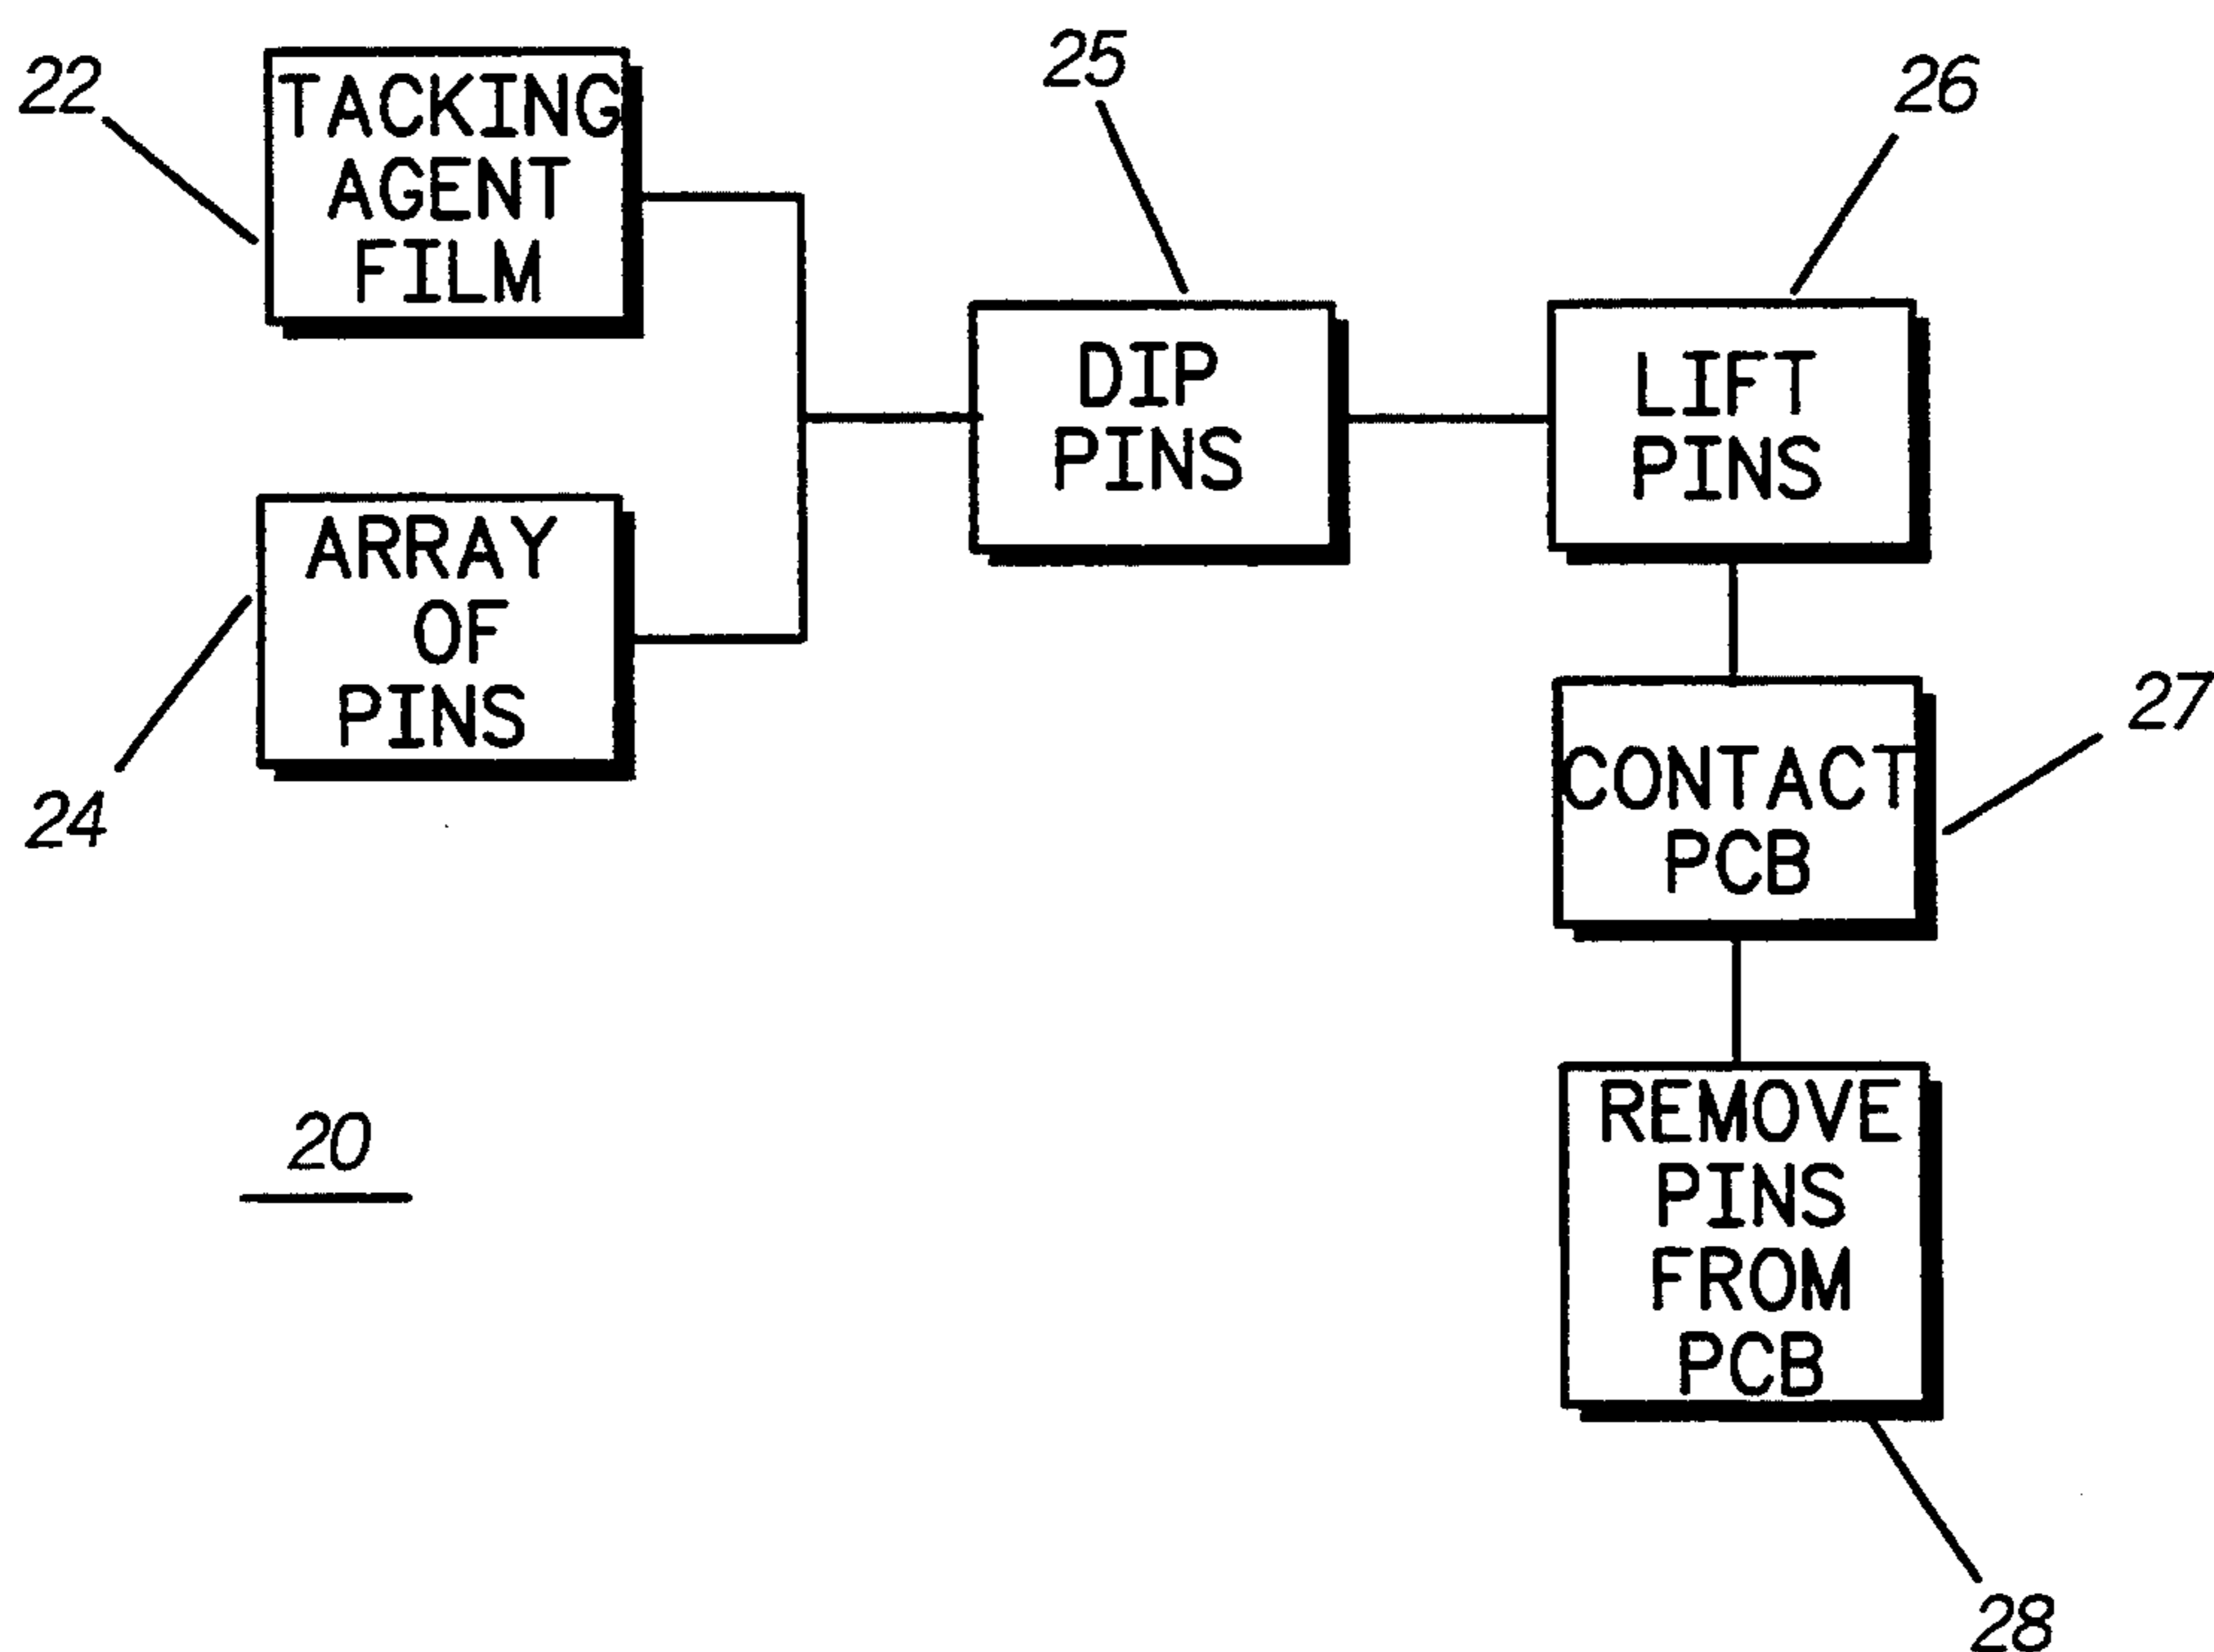 22
TACKING
AGENT
FILM
25
DIP
PINS
26
LIFT
PINS
24
ARRAY
OF
PINS
27
CONTACT
PCB
20
REMOVE
PINS
FROM
PCB
28